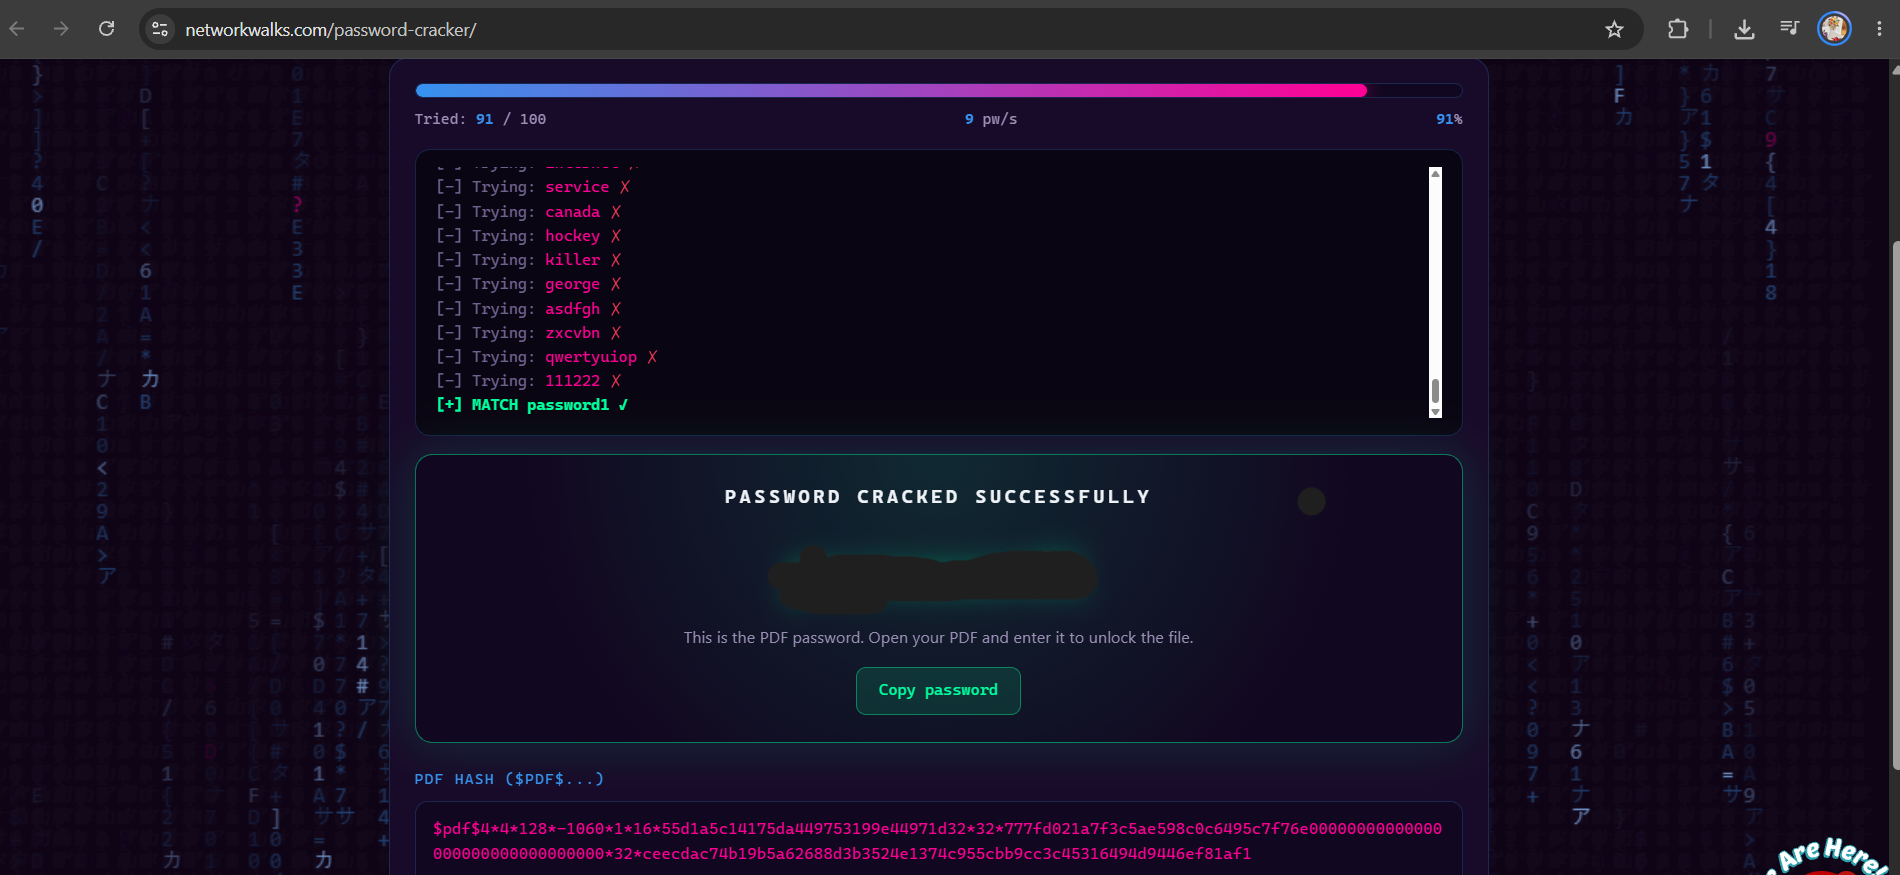 networkwalks.com/password-cracker/
Tried: 91 / 100
9 pw/s
91%
[-] Trying: service ✗
[-] Trying: canada ✗
[-] Trying: hockey ✗
[-] Trying: killer ✗
[-] Trying: george ✗
[-] Trying: asdfgh ✗
[-] Trying: zxcvbn ✗
[-] Trying: qwertyuiop ✗
[-] Trying: 111222 ✗
[+] MATCH password1 ✓
PASSWORD CRACKED SUCCESSFULLY
This is the PDF password. Open your PDF and enter it to unlock the file.
Copy password
PDF HASH ($PDF$...)
$pdf$4*4*128*-1060*1*16*55d1a5c14175da449753199e44971d32*32*777fd021a7f3c5ae598c0c6495c7f76e00000000000000
000000000000000000*32*ceecdac74b19b5a62688d3b3524e1374c955cbb9cc3c45316494d9446ef81af1
Are Here!